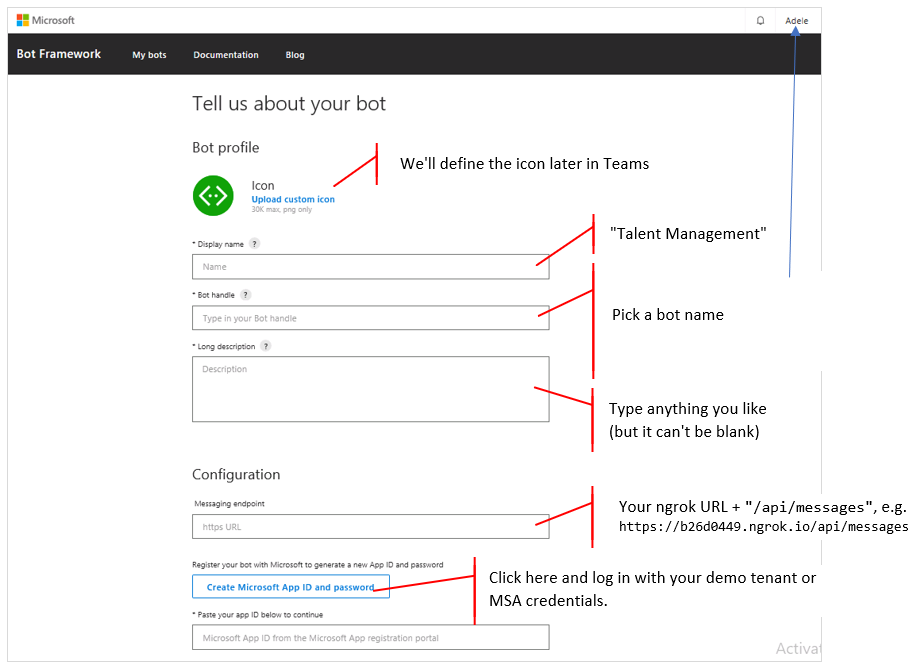 Microsoft
Adele
Bot Framework My bots Documentation Blog
Tell us about your bot
Bot profile
We'll define the icon later in Teams
Icon
Upload custom icon
30K max, png only
"Talent Management"
* Display name ?
Name
* Bot handle ?
Type in your Bot handle
Pick a bot name
* Long description ?
Description
Type anything you like
(but it can't be blank)
Configuration
Messaging endpoint
https URL
Your ngrok URL + "/api/messages", e.g.
https://b26d0449.ngrok.io/api/messages
Register your bot with Microsoft to generate a new App ID and password
Create Microsoft App ID and password
Click here and log in with your demo tenant or
MSA credentials.
* Paste your app ID below to continue
Microsoft App ID from the Microsoft App registration portal
Activat